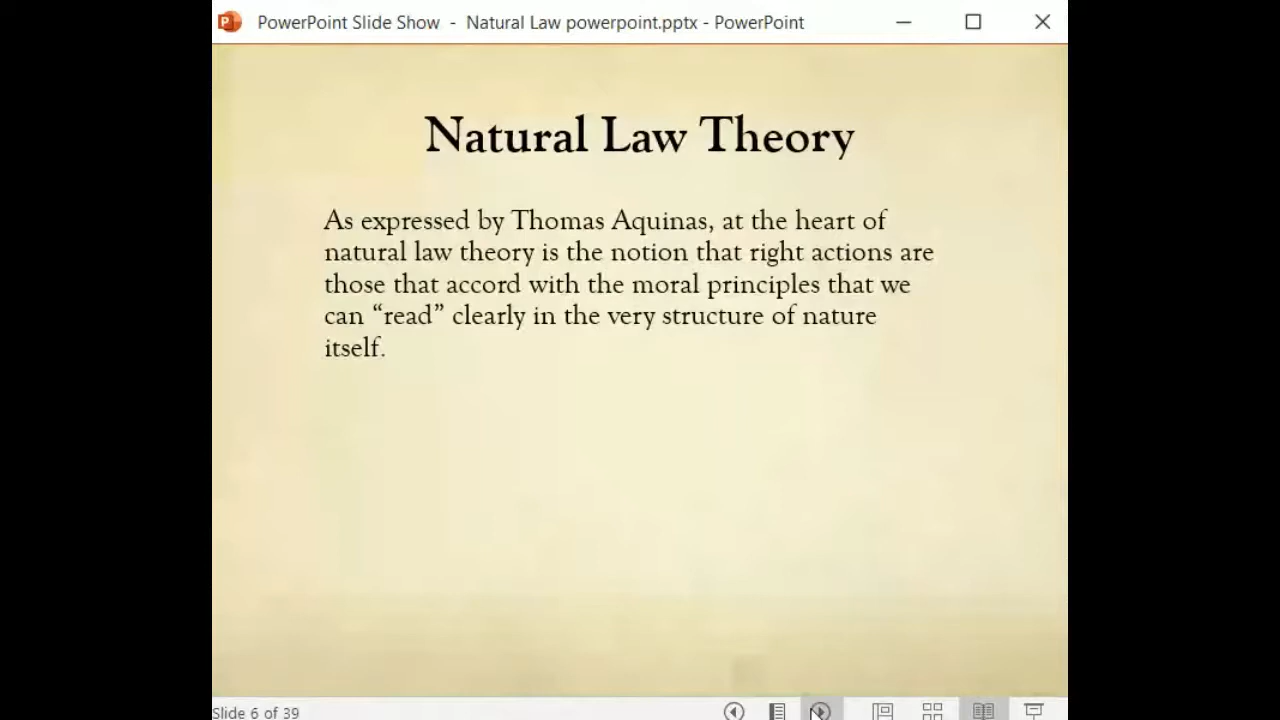 PowerPoint Slide Show - Natural Law powerpoint.pptx - PowerPoint
Natural Law Theory
As expressed by Thomas Aquinas, at the heart of
natural law theory is the notion that right actions are
those that accord with the moral principles that we
can “read” clearly in the very structure of nature
itself.
Slide 6 of 39